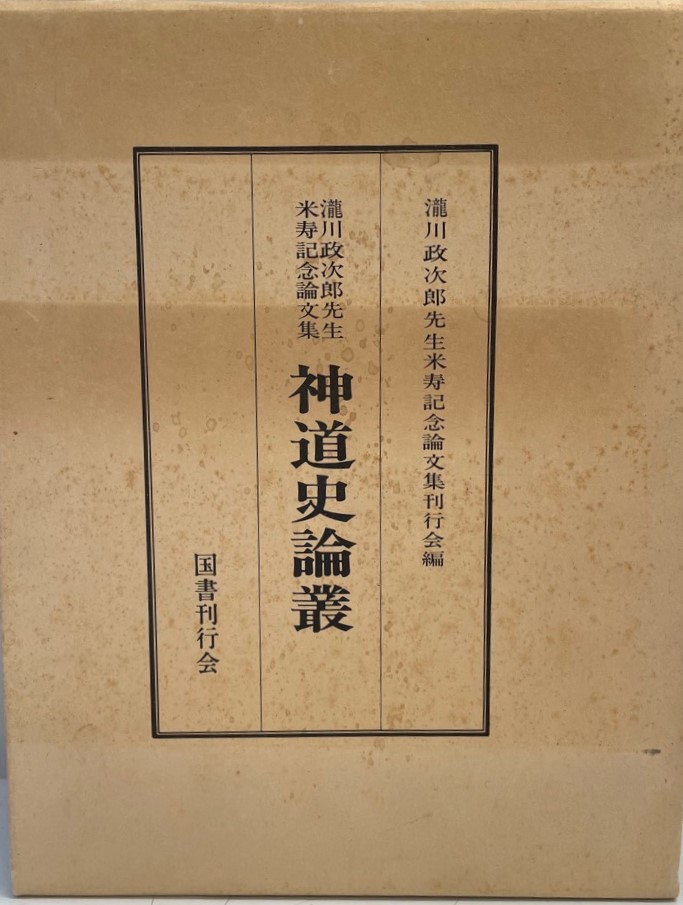 瀧川政次郎先生米寿記念論文集刊行会編
瀧川政次郎先生
米寿記念論文集
神道史論叢
国書刊行会